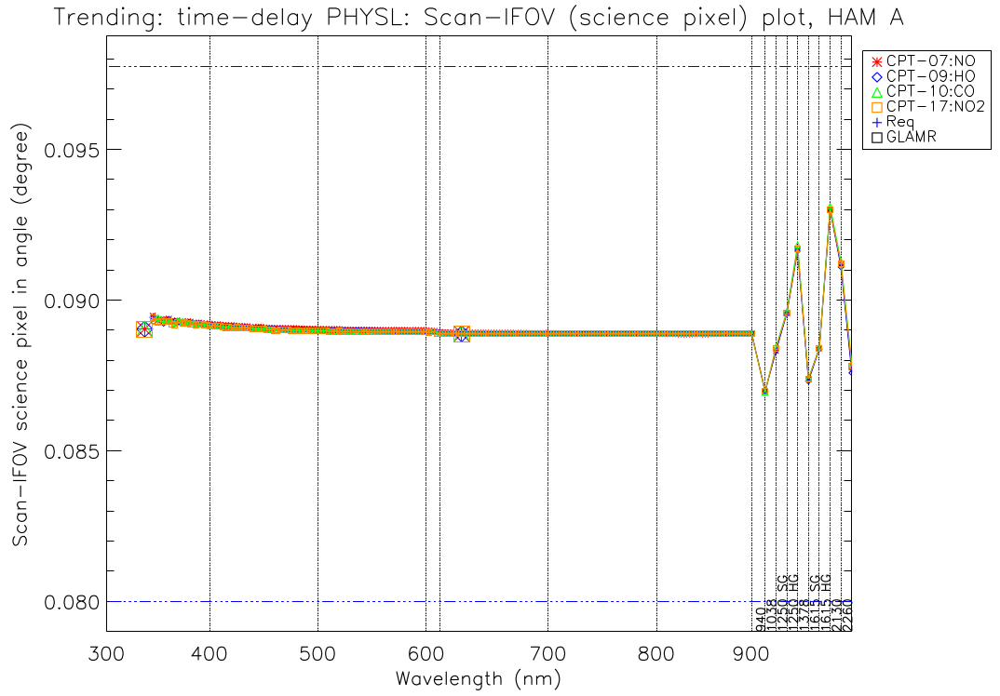 Trending: time-delay PHYSL: Scan-IFOV (science pixel) plot, HAM A
CPT-07:NO
CPT-09:HO
CPT-10:CO
CPT-17:NO2
Req
GLAMR
Scan-IFOV science pixel in angle (degree)
0.095
0.090
0.085
0.080
940
1038
1250 SG
1250 HG
1378
1615 SG
1615 HG
2130
2260
300 400 500 600 700 800 900
Wavelength (nm)